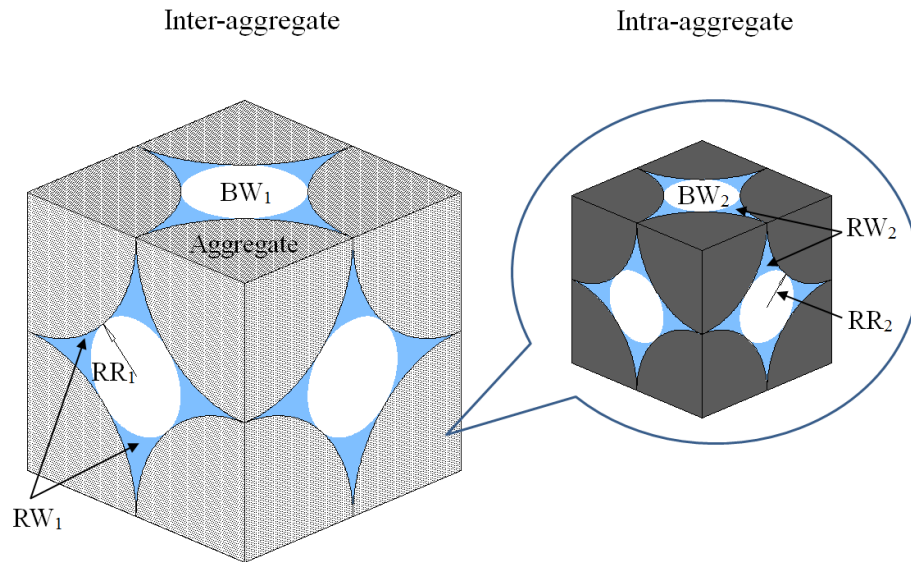 Inter-aggregate
Intra-aggregate
BW₁
Aggregate
RR₁
RW₁
BW₂
RW₂
RR₂